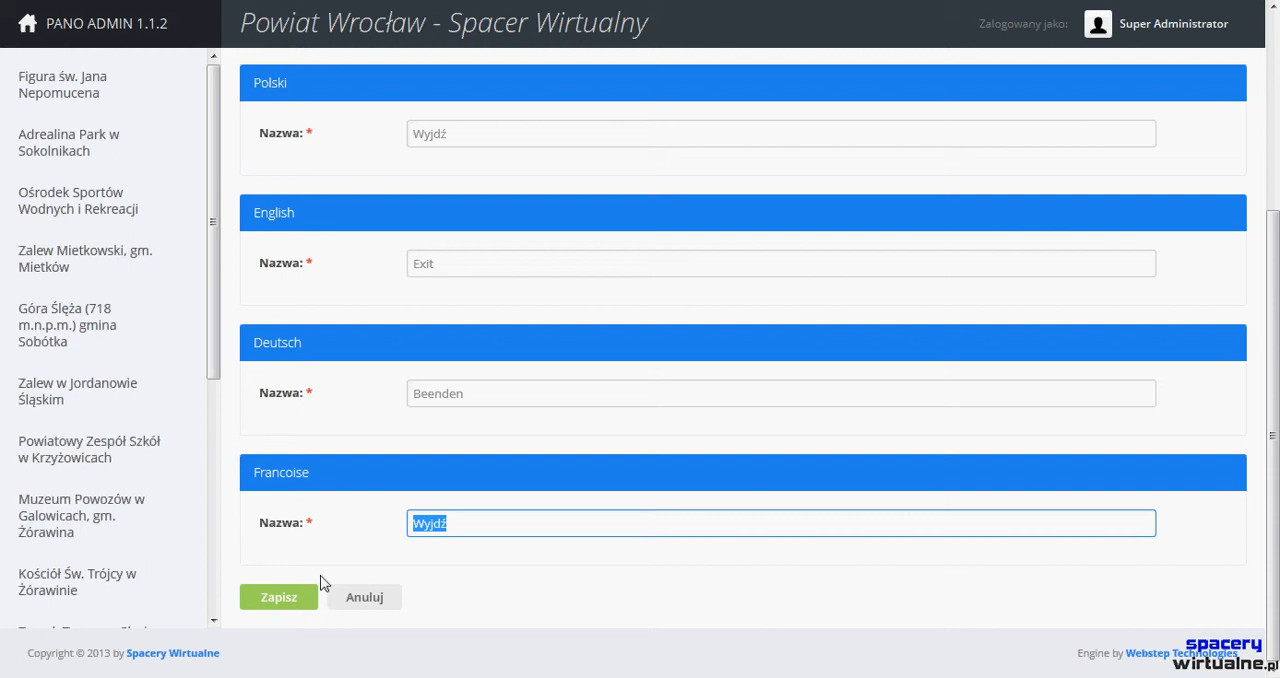 PANO ADMIN 1.1.2
Powiat Wrocław - Spacer Wirtualny
Zalogowany jako:
Super Administrator
Figura św. Jana
Nepomucena
Adrealina Park w
Sokolnikach
Ośrodek Sportów
Wodnych i Rekreacji
Zalew Mietkowski, gm.
Mietków
Góra Ślęża (718
m.n.p.m.) gmina
Sobótka
Zalew w Jordanowie
Śląskim
Powiatowy Zespół Szkół
w Krzyżowicach
Muzeum Powozów w
Galowicach, gm.
Żórawina
Kościół Św. Trójcy w
Żórawinie
Polski
Nazwa: *
Wyjdź
English
Nazwa: *
Exit
Deutsch
Nazwa: *
Beenden
Francoise
Nazwa: *
Wyjdź
Zapisz
Anuluj
Copyright © 2013 by Spacery Wirtualne
Engine by Webstep Technologies
spacery
wirtualne.pl